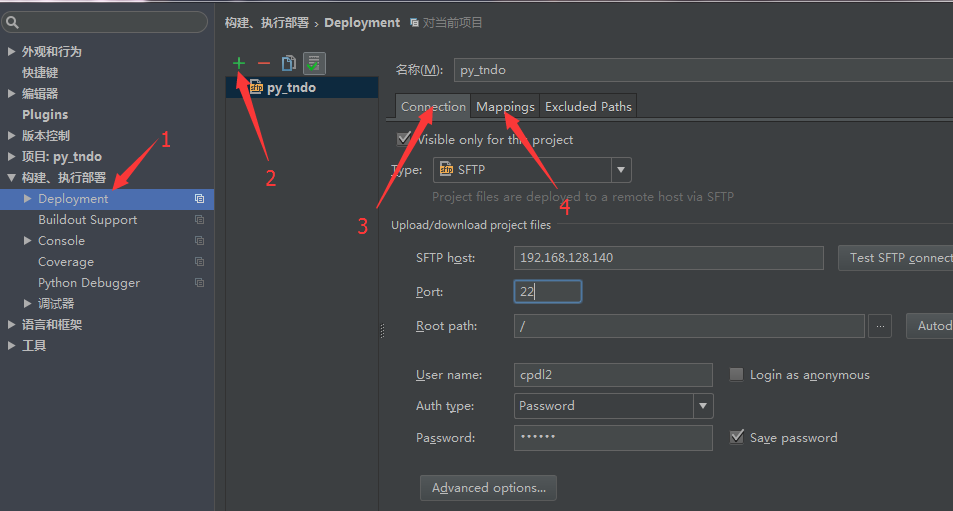 构建、执行部署 › Deployment 对当前项目
外观和行为
快捷键
编辑器
Plugins
版本控制
项目: py_tndo
构建、执行部署
Deployment
Buildout Support
Console
Coverage
Python Debugger
调试器
语言和框架
工具
1
2
3
4
py_tndo
名称(M): py_tndo
Connection Mappings Excluded Paths
Visible only for this project
Type: SFTP
Project files are deployed to a remote host via SFTP
Upload/download project files
SFTP host: 192.168.128.140 Test SFTP connect
Port: 22
Root path: / ... Autod
User name: cpdl2 Login as anonymous
Auth type: Password
Password: •••••• Save password
Advanced options...